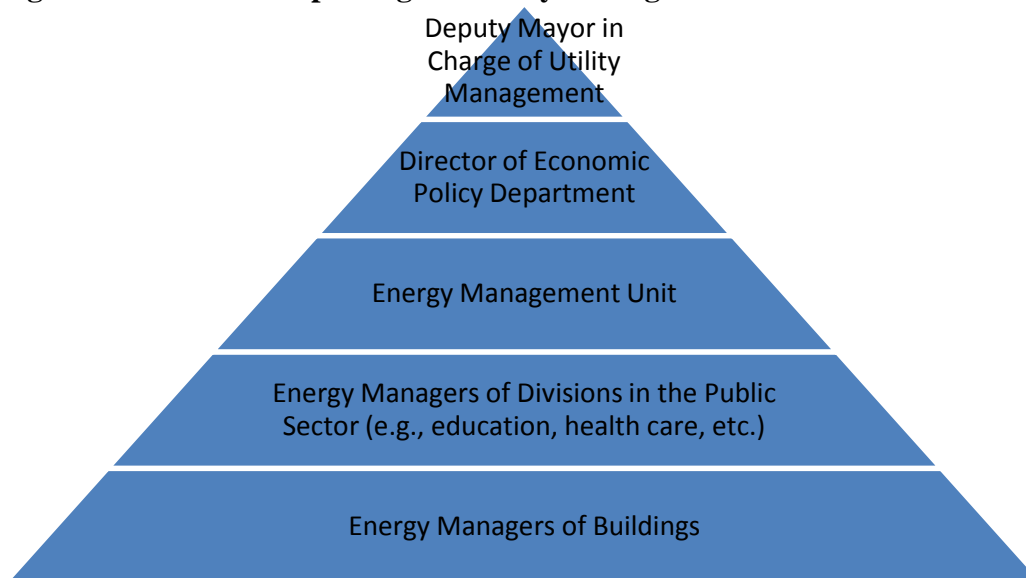 Deputy Mayor in
Charge of Utility
Management
Director of Economic
Policy Department
Energy Management Unit
Energy Managers of Divisions in the Public
Sector (e.g., education, health care, etc.)
Energy Managers of Buildings